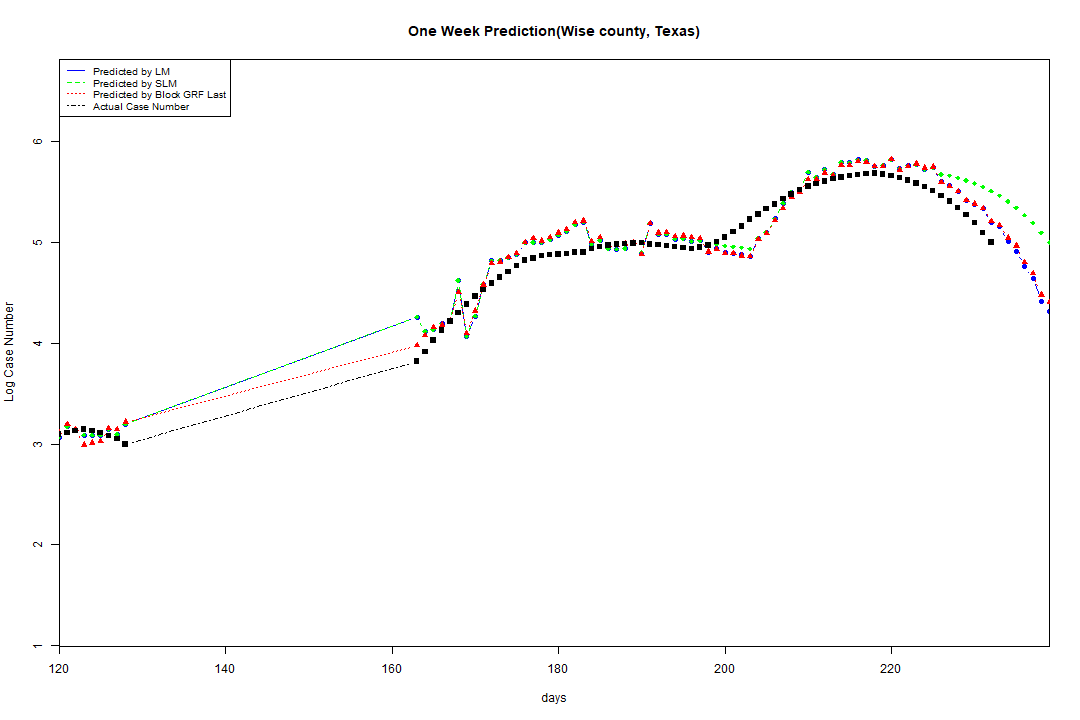 One Week Prediction(Wise county, Texas)
Predicted by LM
Predicted by SLM
Predicted by Block GRF Last
Actual Case Number
6
5
4
3
2
1
Log Case Number
120 140 160 180 200 220
days